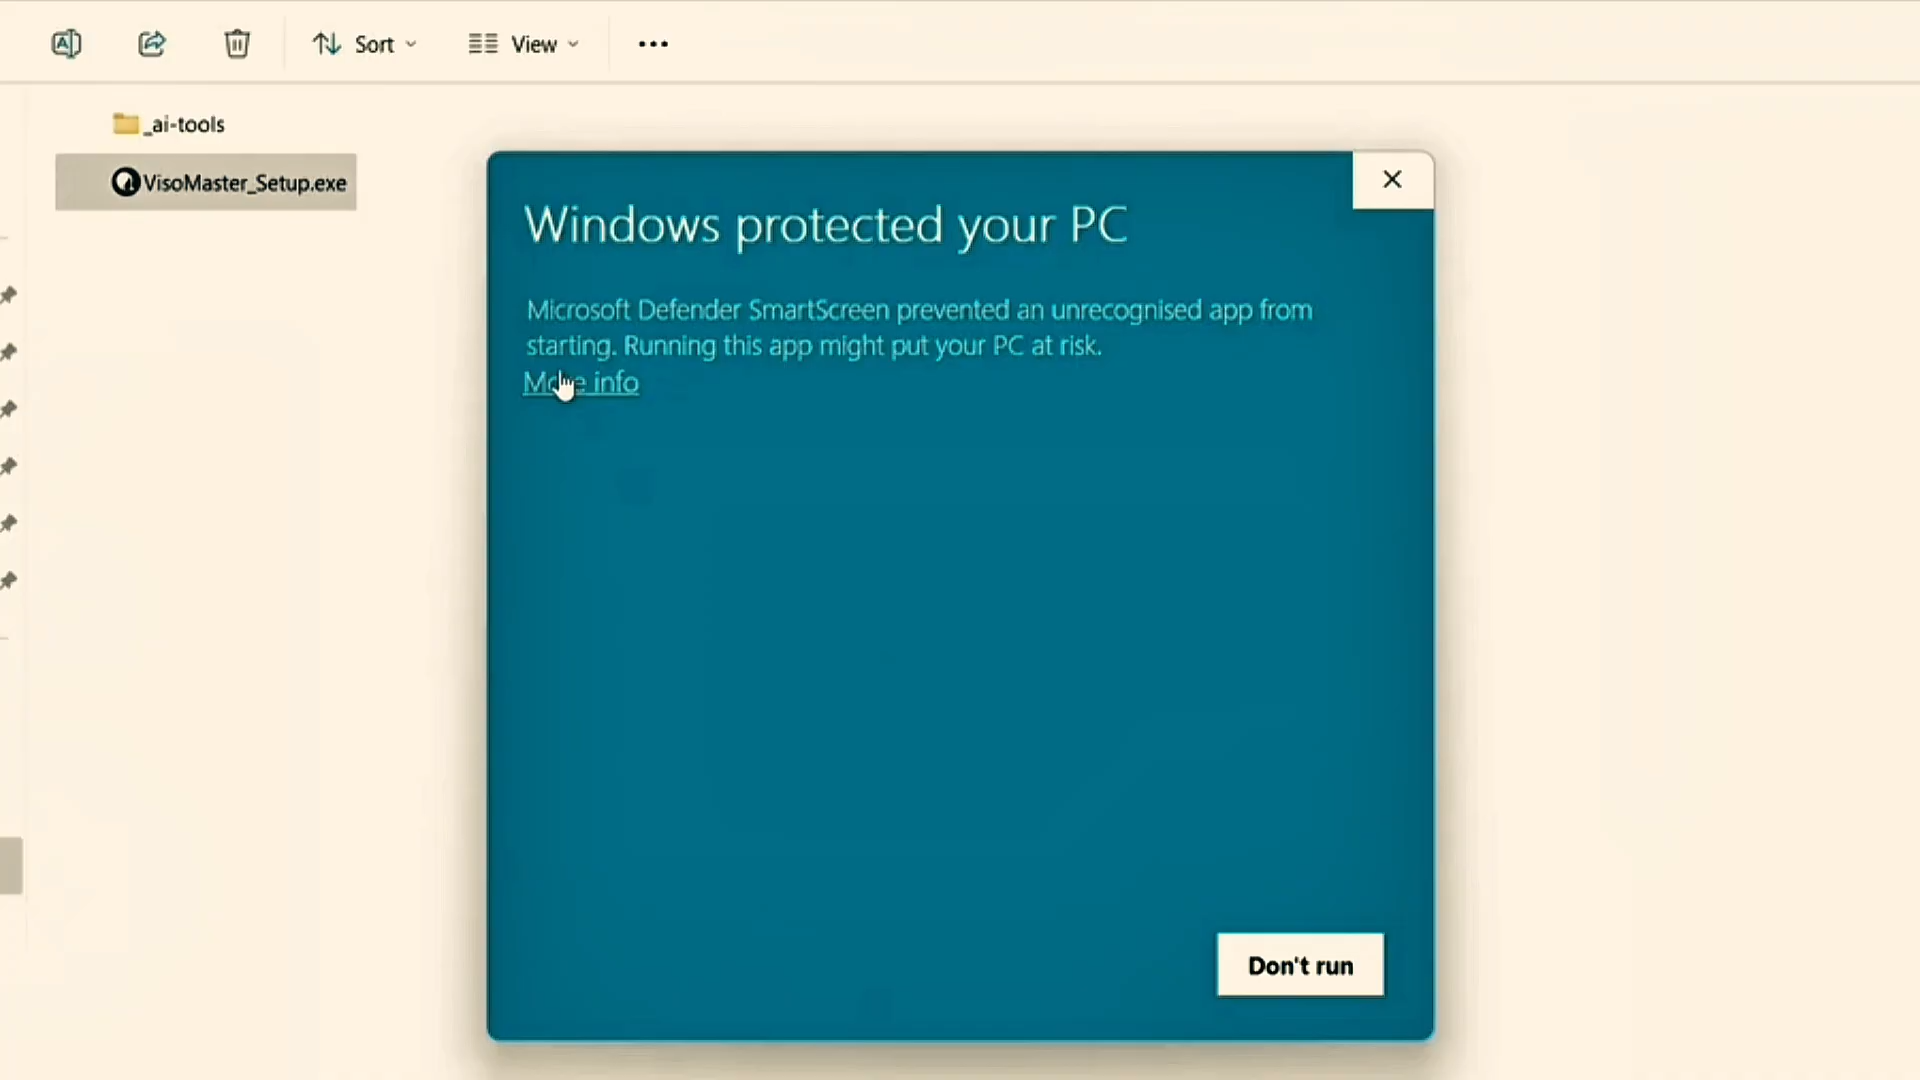 Sort
View
_ai-tools
VisoMaster_Setup.exe
Windows protected your PC
Microsoft Defender SmartScreen prevented an unrecognised app from
starting. Running this app might put your PC at risk.
More info
Don't run